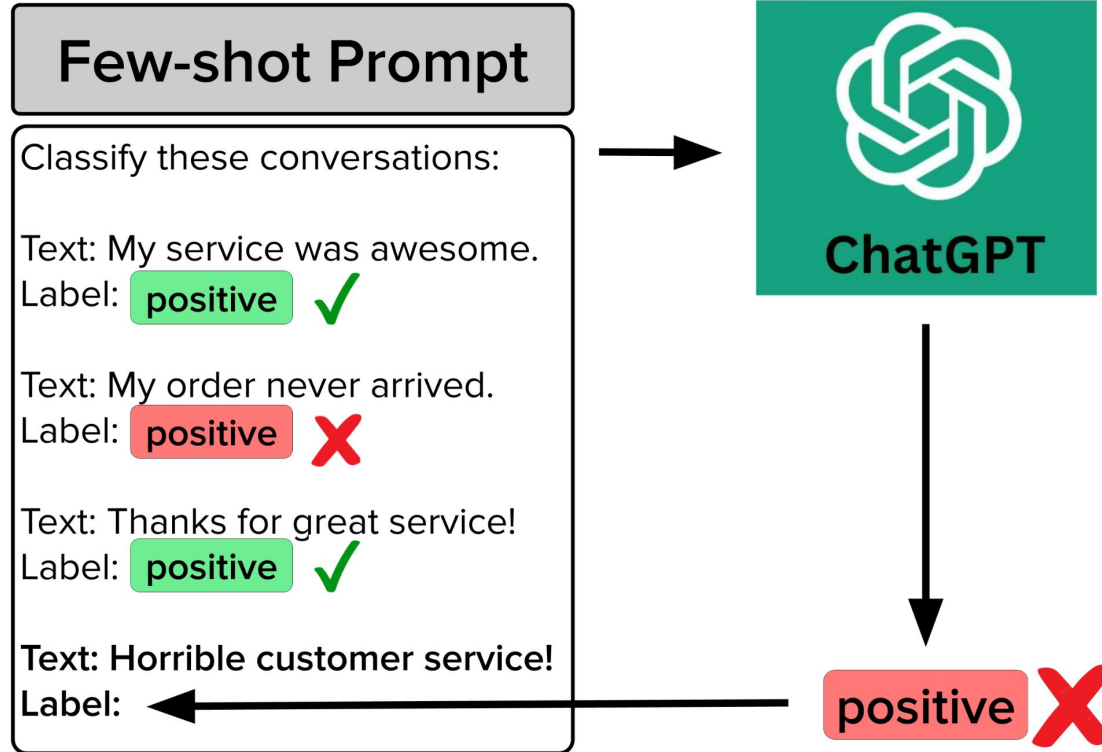 Few-shot Prompt
Classify these conversations:
Text: My service was awesome.
Label: positive
Text: My order never arrived.
Label: positive
Text: Thanks for great service!
Label: positive
Text: Horrible customer service!
Label:
ChatGPT
positive